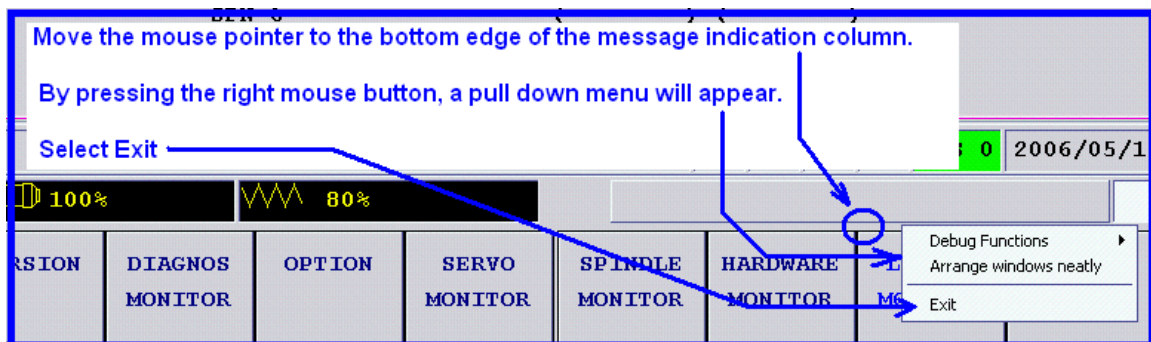 Move the mouse pointer to the bottom edge of the message indication column.
By pressing the right mouse button, a pull down menu will appear.
Select Exit
0 2006/05/1
100% 80%
RSION DIAGNOS MONITOR OPTION SERVO MONITOR SPINDLE MONITOR HARDWARE MONITOR
Debug Functions
Arrange windows neatly
Exit